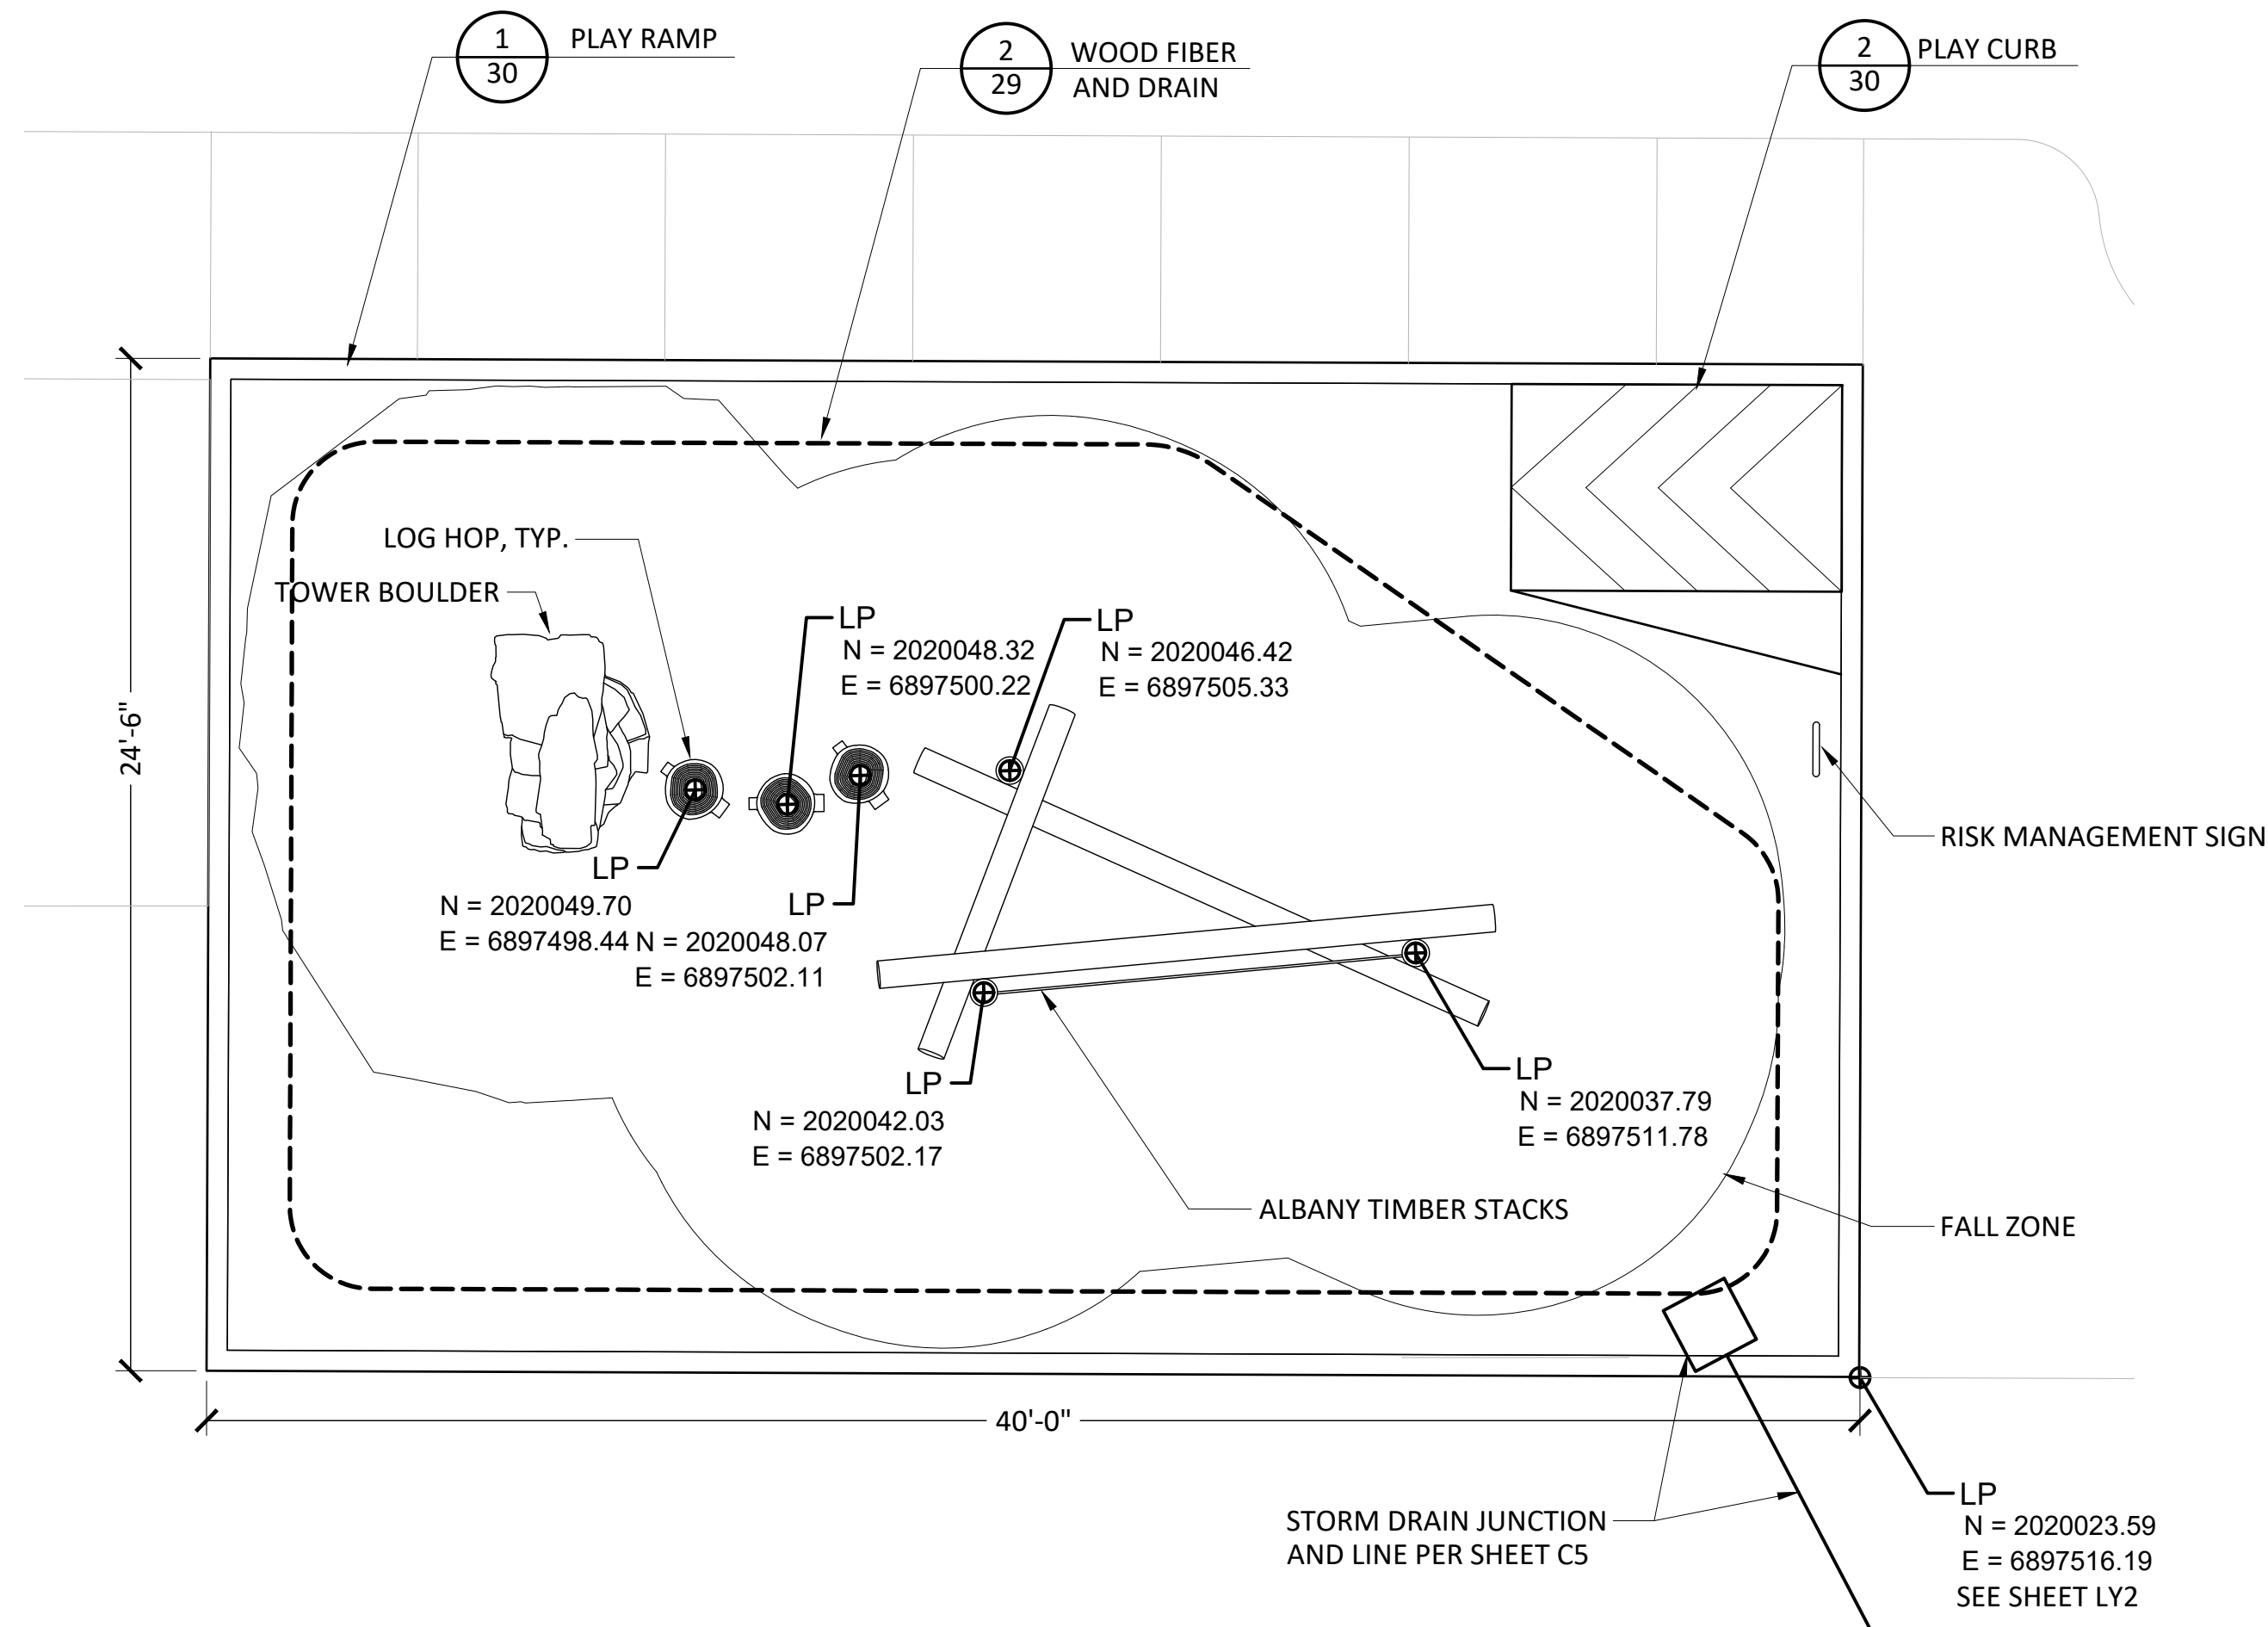 1
30
PLAY RAMP
2
29
WOOD FIBER
AND DRAIN
2
30
PLAY CURB
LOG HOP, TYP.
TOWER BOULDER
LP
N = 2020048.32
E = 6897500.22
LP
N = 2020046.42
E = 6897505.33
24'-6"
RISK MANAGEMENT SIGN
LP
N = 2020049.70
E = 6897498.44
LP
N = 2020048.07
E = 6897502.11
LP
N = 2020042.03
E = 6897502.17
LP
N = 2020037.79
E = 6897511.78
ALBANY TIMBER STACKS
FALL ZONE
40'-0"
STORM DRAIN JUNCTION
AND LINE PER SHEET C5
LP
N = 2020023.59
E = 6897516.19
SEE SHEET LY2